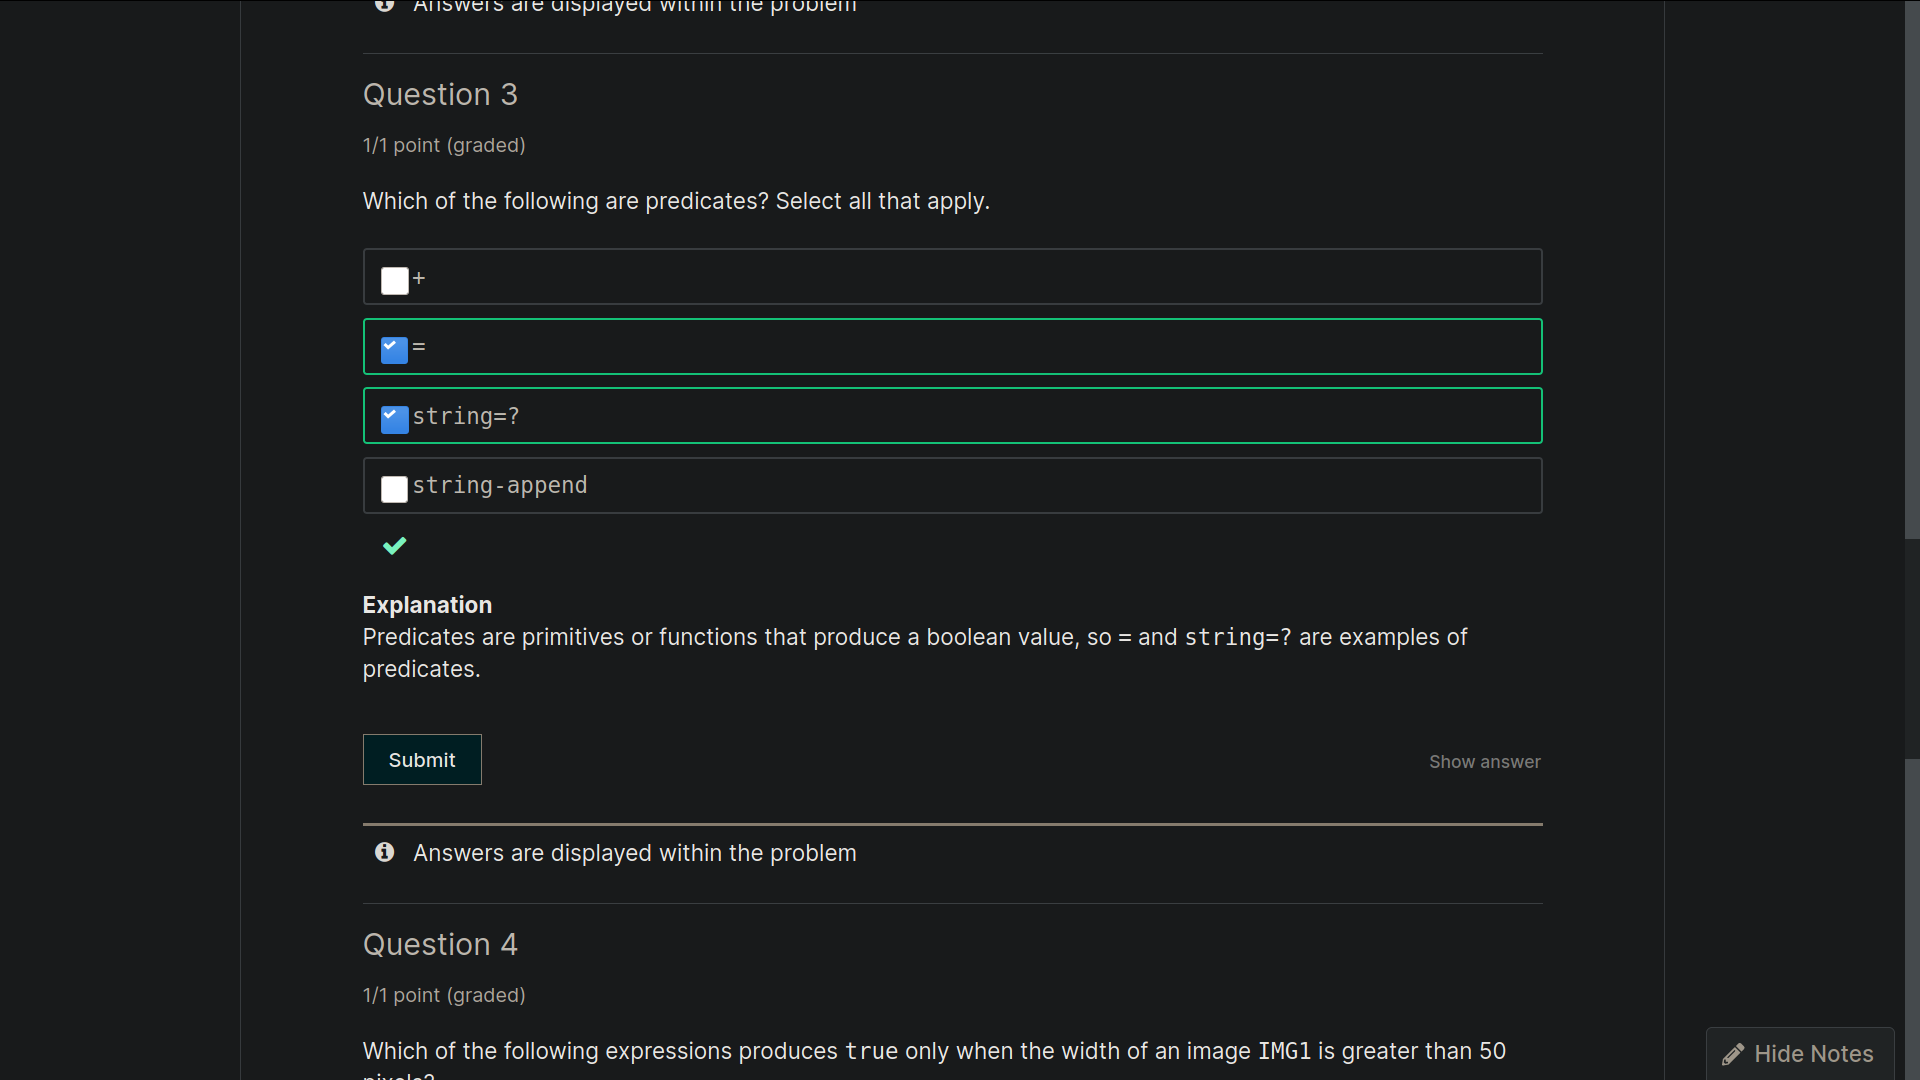 Answers are displayed within the problem
Question 3
1/1 point (graded)
Which of the following are predicates? Select all that apply.
+
=
string=?
string-append
Explanation
Predicates are primitives or functions that produce a boolean value, so = and string=? are examples of
predicates.
Submit
Show answer
Answers are displayed within the problem
Question 4
1/1 point (graded)
Which of the following expressions produces true only when the width of an image IMG1 is greater than 50
pixels?
Hide Notes